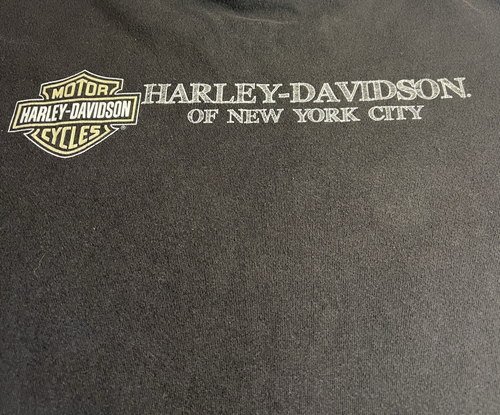 MOTOR
HARLEY-DAVIDSON
CYCLES
®
HARLEY-DAVIDSON.
OF NEW YORK CITY